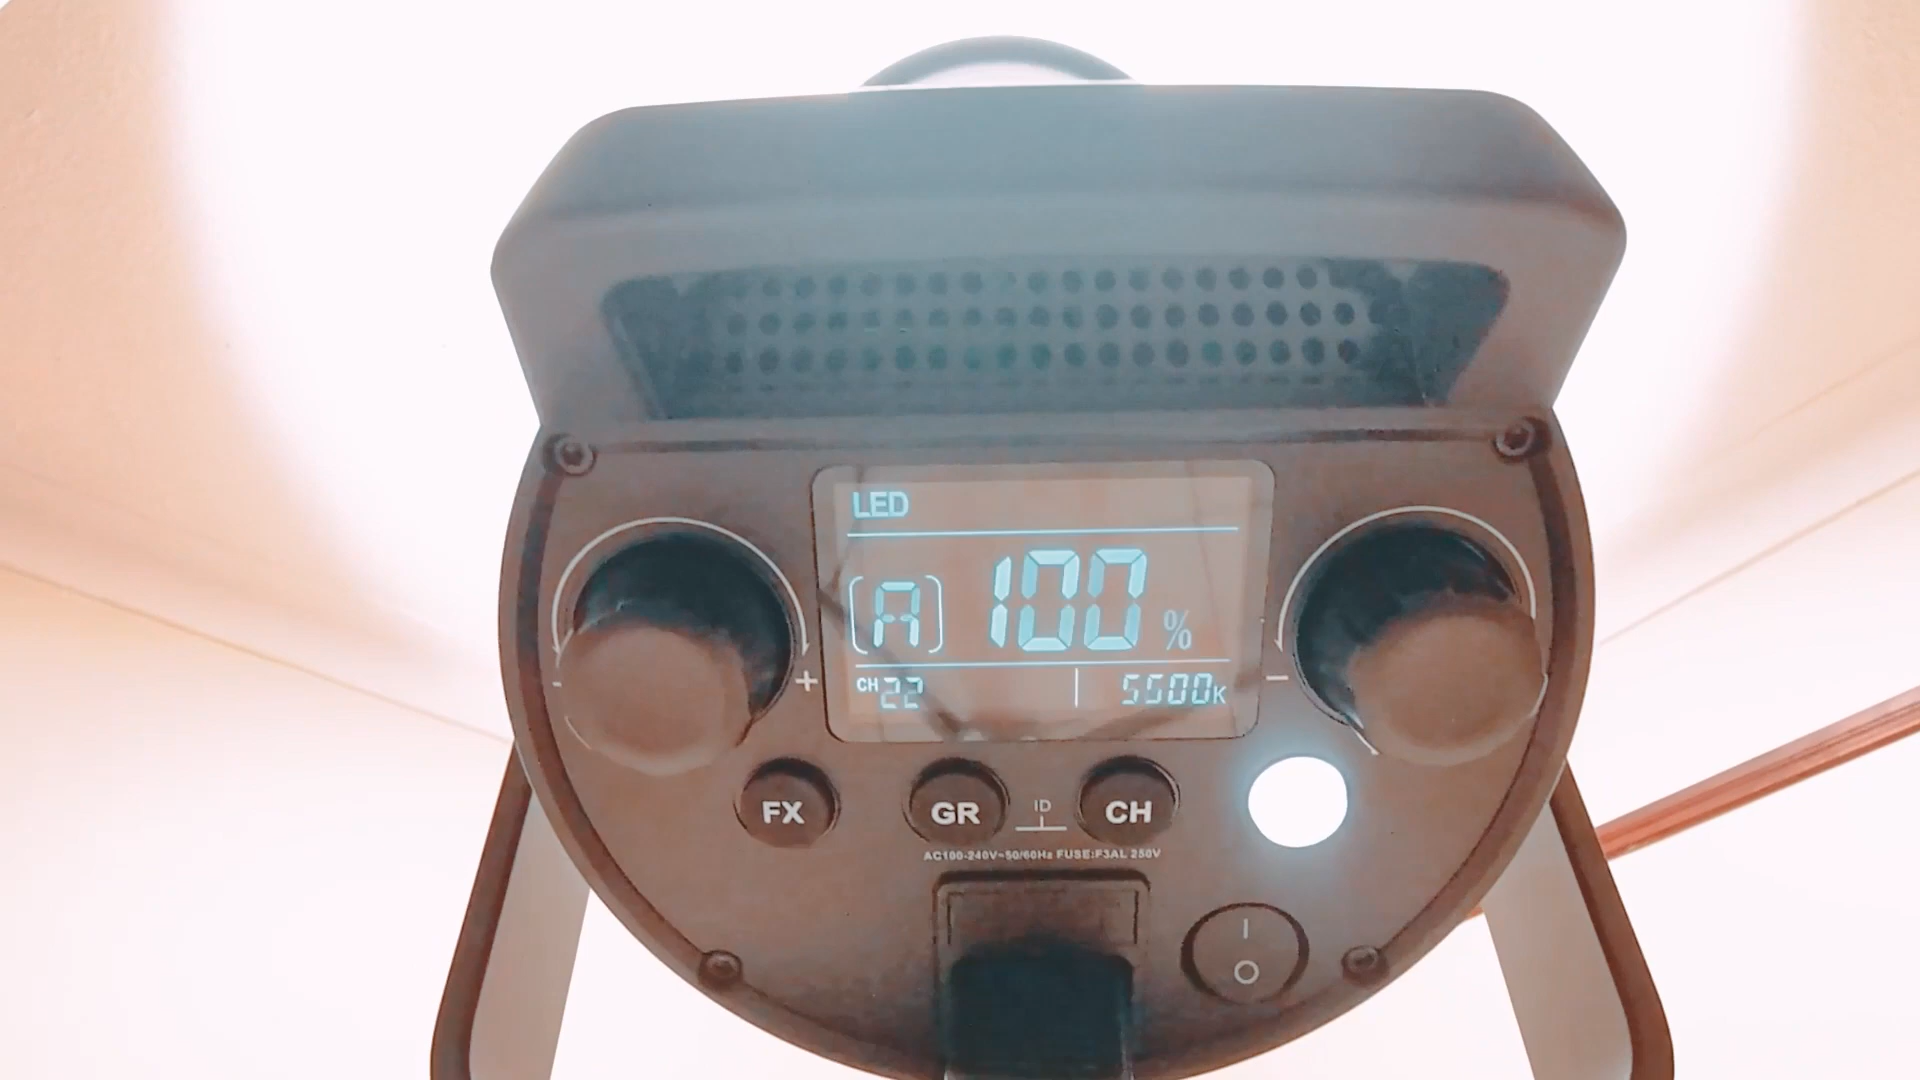 LED
[A] 100 %
CH 22 | 5500K
- + -
FX GR ID CH
AC100-240V~50/60Hz FUSE:F3AL 250V
I
O